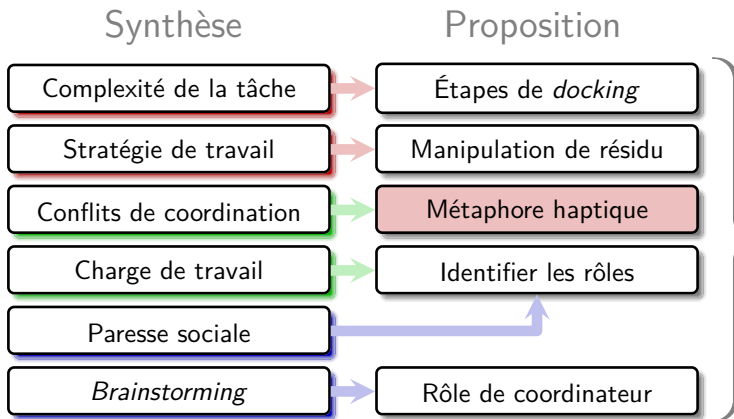 Synthèse
Proposition
Complexité de la tâche
Étapes de docking
Stratégie de travail
Manipulation de résidu
Conflits de coordination
Métaphore haptique
Charge de travail
Identifier les rôles
Paresse sociale
Brainstorming
Rôle de coordinateur